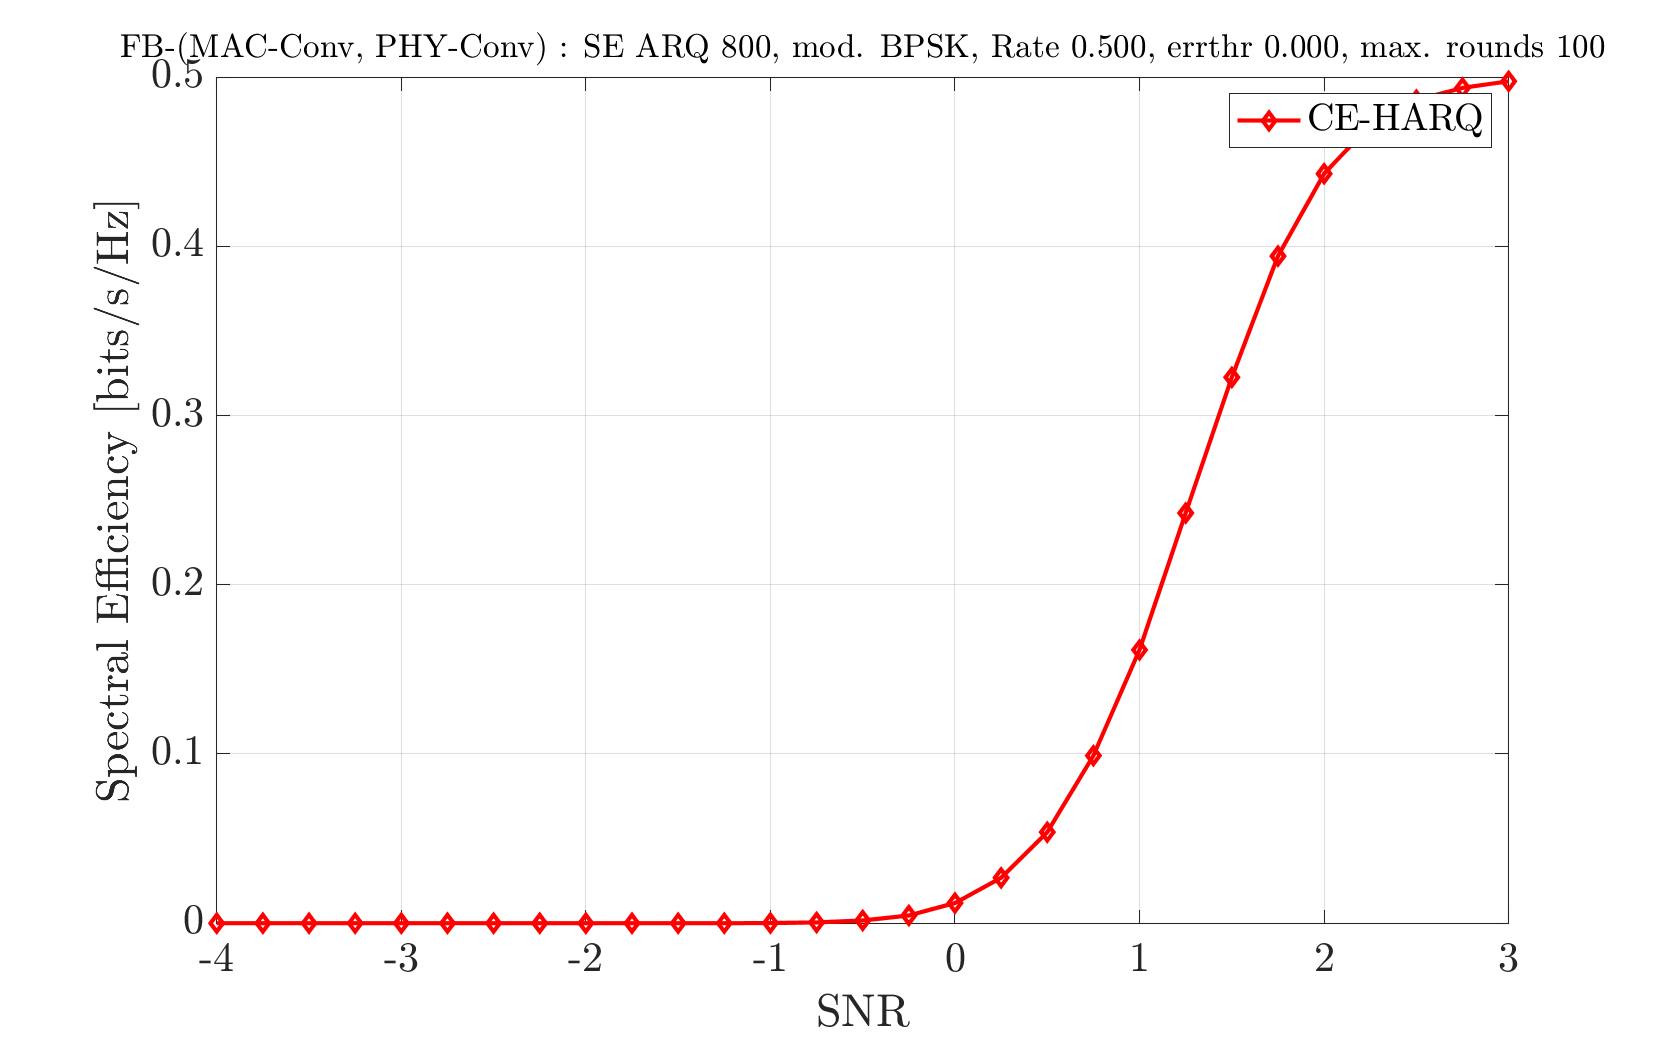 FB-(MAC-Conv, PHY-Conv) : SE ARQ 800, mod. BPSK, Rate 0.500, errthr 0.000, max. rounds 100
0.5
0.4
0.3
0.2
0.1
0
Spectral Efficiency [bits/s/Hz]
CE-HARQ
-4 -3 -2 -1 0 1 2 3
SNR